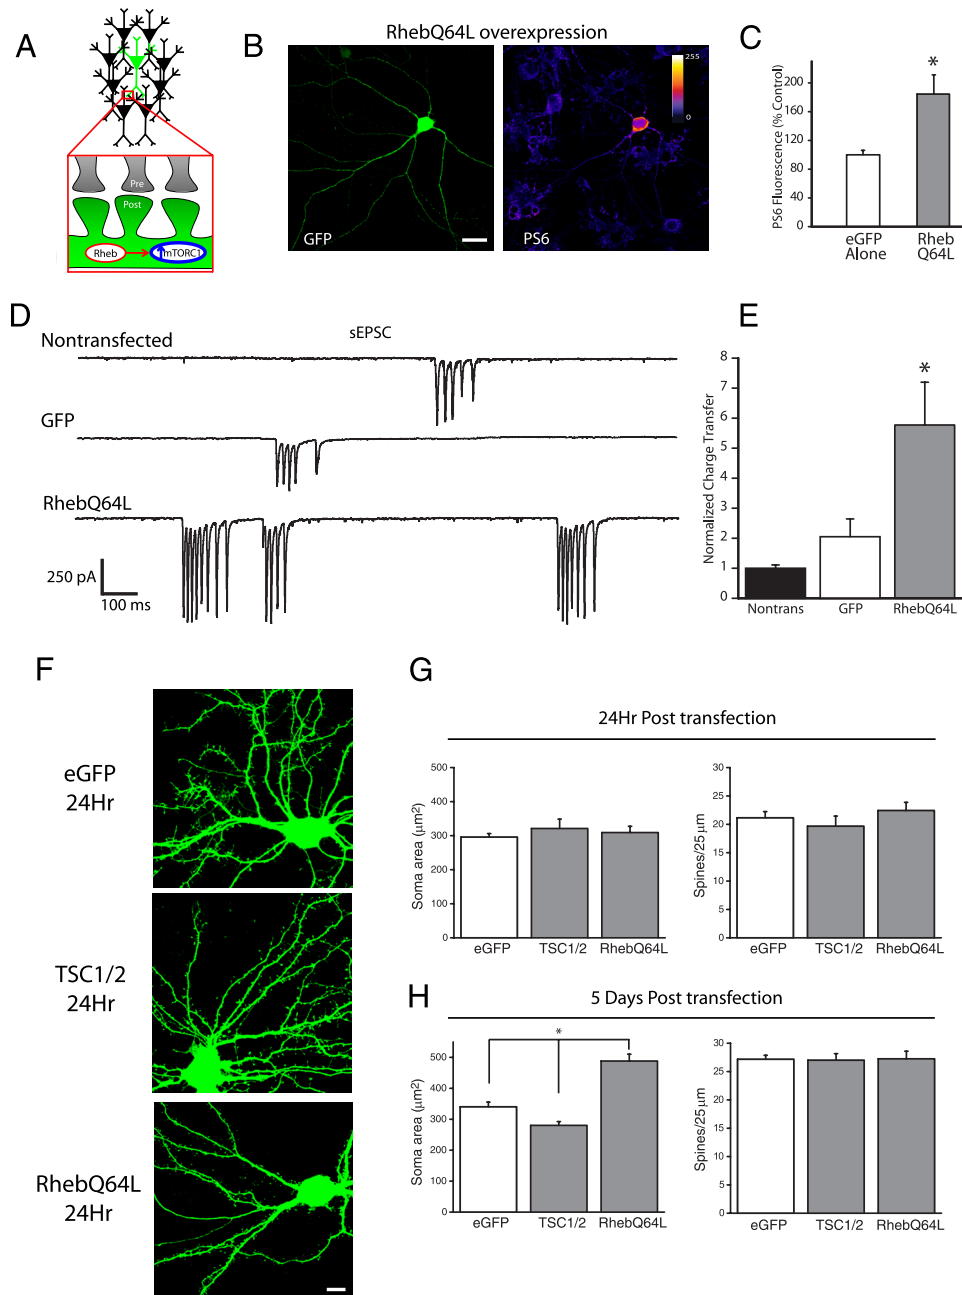 A
Pre
Post
Rheb
mTORC1
B
RhebQ64L overexpression
GFP
PS6
255
0
C
PS6 Fluorescence (% Control)
200
160
120
80
40
0
*
eGFP
Alone
Rheb
Q64L
D
Nontransfected
sEPSC
GFP
RhebQ64L
250 pA
100 ms
E
Normalized Charge Transfer
8
7
6
5
4
3
2
1
0
*
Nontrans
GFP
RhebQ64L
F
eGFP
24Hr
TSC1/2
24Hr
RhebQ64L
24Hr
G
24Hr Post transfection
Soma area (μm2)
500
400
300
200
100
0
eGFP
TSC1/2
RhebQ64L
Spines/25 μm
30
25
20
15
10
5
0
eGFP
TSC1/2
RhebQ64L
H
5 Days Post transfection
Soma area (μm2)
500
400
300
200
100
0
*
eGFP
TSC1/2
RhebQ64L
Spines/25 μm
30
25
20
15
10
5
0
eGFP
TSC1/2
RhebQ64L